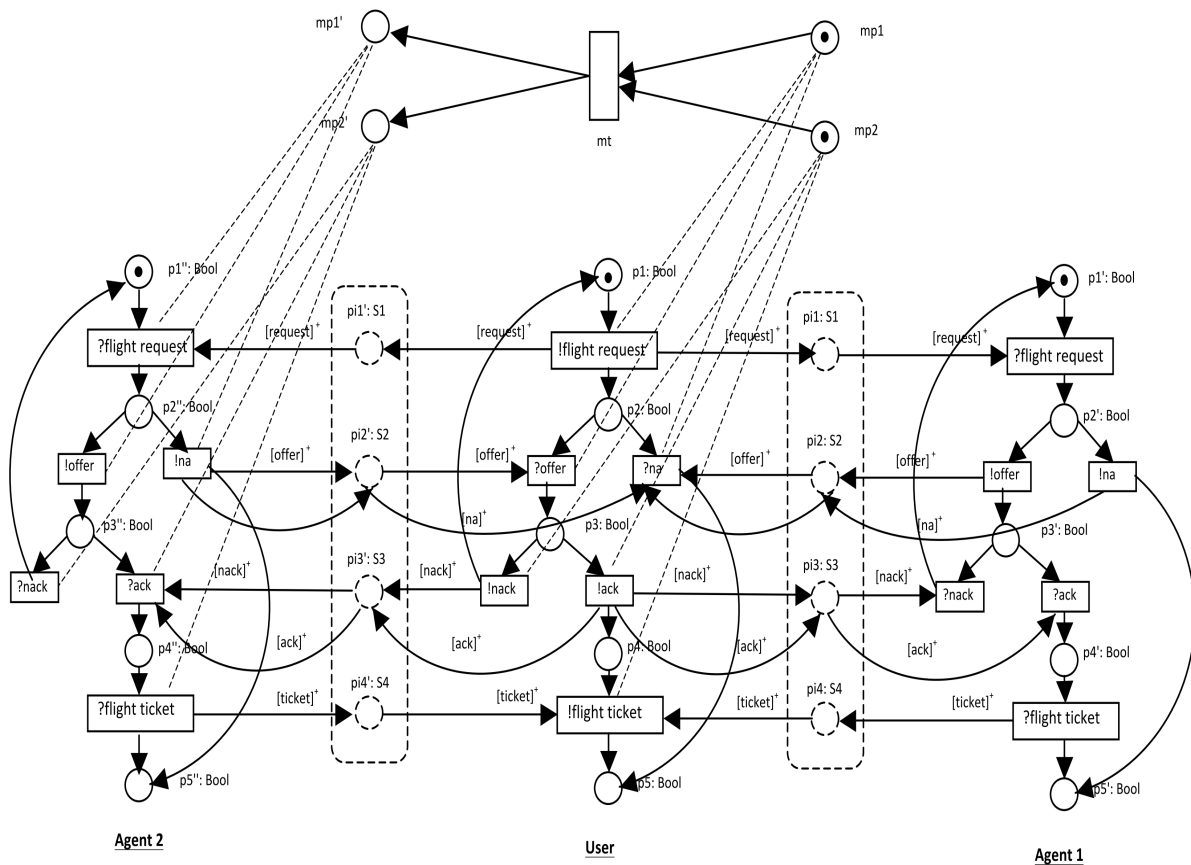 mp1'
mp1
mp2'
mp2
mt
p1'': Bool
pi1': S1
p1: Bool
pi1: S1
p1': Bool
?flight request
[request]+
!flight request
[request]+
[request]+
?flight request
p2'': Bool
p2: Bool
p2': Bool
pi2': S2
pi2: S2
!offer
!na
[offer]+
[offer]+
?offer
?na
[offer]+
!offer
!na
p3'': Bool
[na]+
p3: Bool
[na]+
p3': Bool
?nack
?ack
[nack]+
pi3': S3
[nack]+
!nack
!ack
[nack]+
pi3: S3
[nack]+
?nack
?ack
p4'': Bool
[ack]+
[ack]+
p4: Bool
[ack]+
[ack]+
p4': Bool
?flight ticket
[ticket]+
pi4': S4
[ticket]+
!flight ticket
[ticket]+
pi4: S4
[ticket]+
?flight ticket
p5'': Bool
p5: Bool
p5': Bool
Agent 2
User
Agent 1